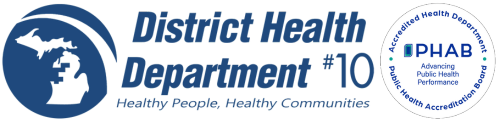 District Health
Department #10
Healthy People, Healthy Communities
Accredited Health Department
PHAB
Advancing
Public Health
Performance
Public Health Accreditation Board